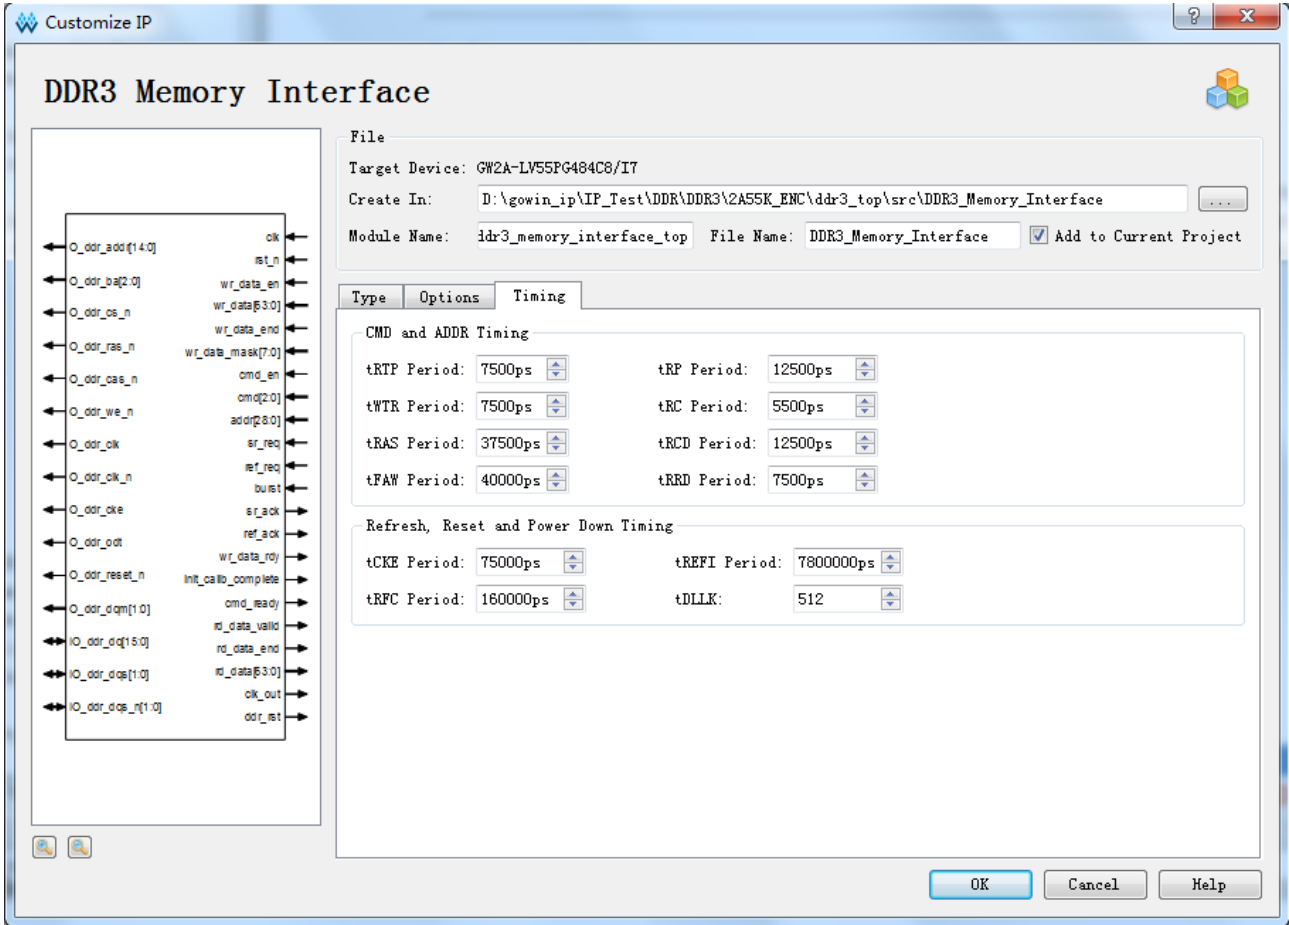 Customize IP
?
X
DDR3 Memory Interface
O_ddr_addr[14:0]
O_ddr_ba[2:0]
O_ddr_cs_n
O_ddr_ras_n
O_ddr_cas_n
O_ddr_we_n
O_ddr_clk
O_ddr_clk_n
O_ddr_cke
O_ddr_odt
O_ddr_reset_n
O_ddr_dqm[1:0]
IO_ddr_dq[15:0]
IO_ddr_dqs[1:0]
IO_ddr_dqs_n[1:0]
clk
rst_n
wr_data_en
wr_data[63:0]
wr_data_end
wr_data_mask[7:0]
cmd_en
cmd[2:0]
addr[28:0]
sr_req
ref_req
burst
sr_ack
ref_ack
wr_data_rdy
init_calib_complete
cmd_ready
rd_data_valid
rd_data_end
rd_data[63:0]
clk_out
ddr_rst
File
Target Device: GW2A-LV55PG484C8/I7
Create In: D:\gowin_ip\IP_Test\DDR\DDR3\2A55K_ENC\ddr3_top\src\DDR3_Memory_Interface ...
Module Name: ddr3_memory_interface_top File Name: DDR3_Memory_Interface Add to Current Project
Type Options Timing
CMD and ADDR Timing
tRTP Period: 7500ps tRP Period: 12500ps
tWTR Period: 7500ps tRC Period: 5500ps
tRAS Period: 37500ps tRCD Period: 12500ps
tFAW Period: 40000ps tRRD Period: 7500ps
Refresh, Reset and Power Down Timing
tCKE Period: 75000ps tREFI Period: 7800000ps
tRFC Period: 160000ps tDLLK: 512
OK Cancel Help